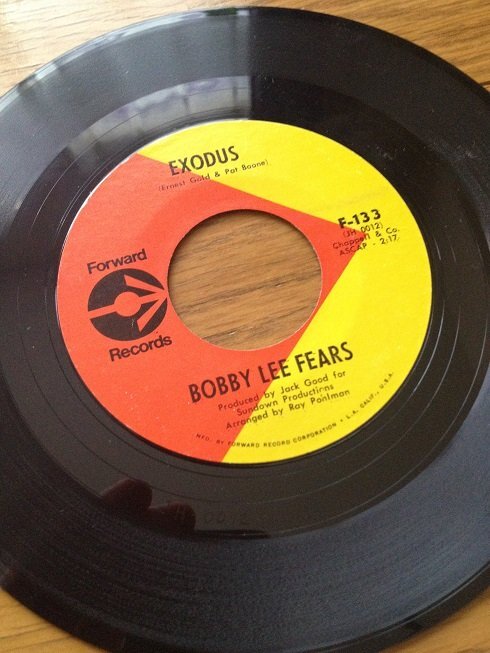 EXODUS
(Ernest Gold & Pat Boone)
F-133
(JH 0012)
Chappell & Co.
ASCAP - 2:17
Forward
Records
BOBBY LEE FEARS
Produced by Jack Good for
Sundown Productions
Arranged by Ray Pohlman
MFD. BY FORWARD RECORD CORPORATION • L.A. CALIF., U.S.A.